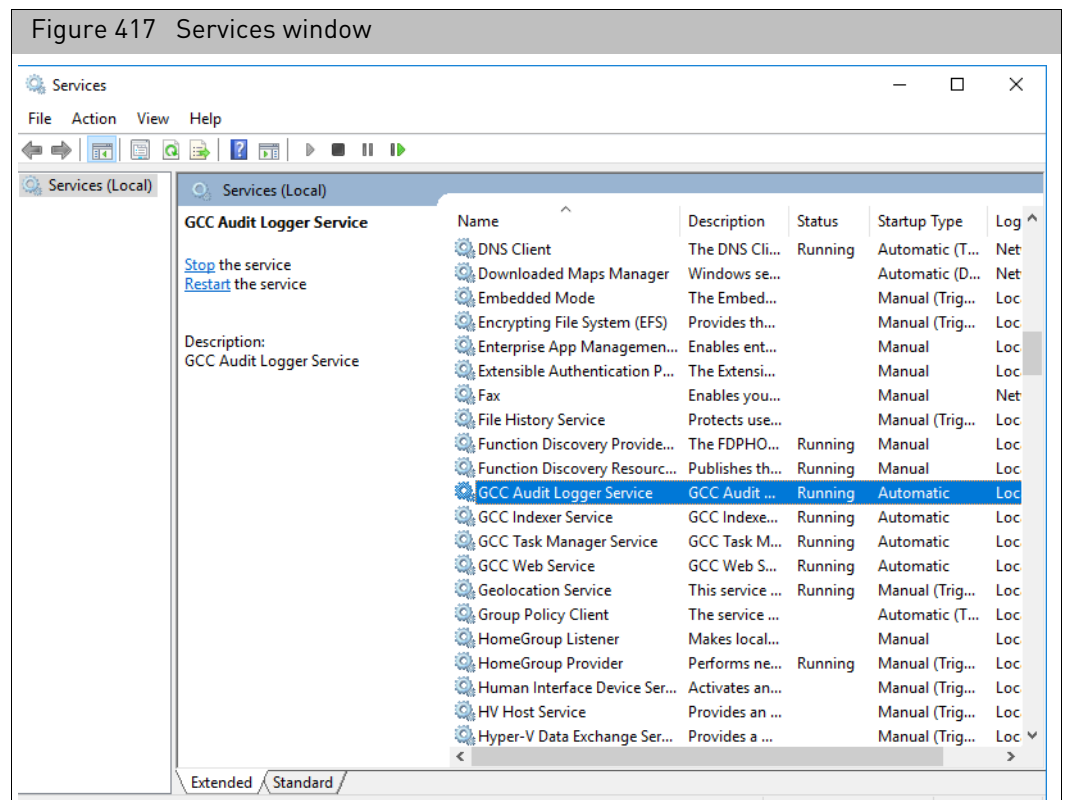 Figure 417 Services window
Services
File Action View Help
Services (Local)
Services (Local)
GCC Audit Logger Service
Stop the service
Restart the service
Description:
GCC Audit Logger Service
Name Description Status Startup Type Log
DNS Client The DNS Cli... Running Automatic (T... Net
Downloaded Maps Manager Windows se... Automatic (D... Net
Embedded Mode The Embed... Manual (Trig... Loc
Encrypting File System (EFS) Provides th... Manual (Trig... Loc
Enterprise App Managemen... Enables ent... Manual Loc
Extensible Authentication P... The Extensi... Manual Loc
Fax Enables you... Manual Net
File History Service Protects use... Manual (Trig... Loc
Function Discovery Provide... The FDPHO... Running Manual Loc
Function Discovery Resourc... Publishes th... Running Manual Loc
GCC Audit Logger Service GCC Audit ... Running Automatic Loc
GCC Indexer Service GCC Indexe... Running Automatic Loc
GCC Task Manager Service GCC Task M... Running Automatic Loc
GCC Web Service GCC Web S... Running Automatic Loc
Geolocation Service This service ... Running Manual (Trig... Loc
Group Policy Client The service ... Automatic (T... Loc
HomeGroup Listener Makes local... Manual Loc
HomeGroup Provider Performs ne... Running Manual (Trig... Loc
Human Interface Device Ser... Activates an... Manual (Trig... Loc
HV Host Service Provides an ... Manual (Trig... Loc
Hyper-V Data Exchange Ser... Provides a ... Manual (Trig... Loc
Extended Standard